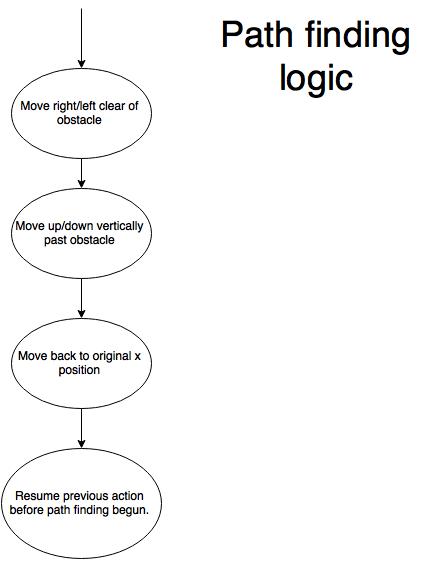 Path finding
logic
Move right/left clear of
obstacle
Move up/down vertically
past obstacle
Move back to original x
position
Resume previous action
before path finding begun.